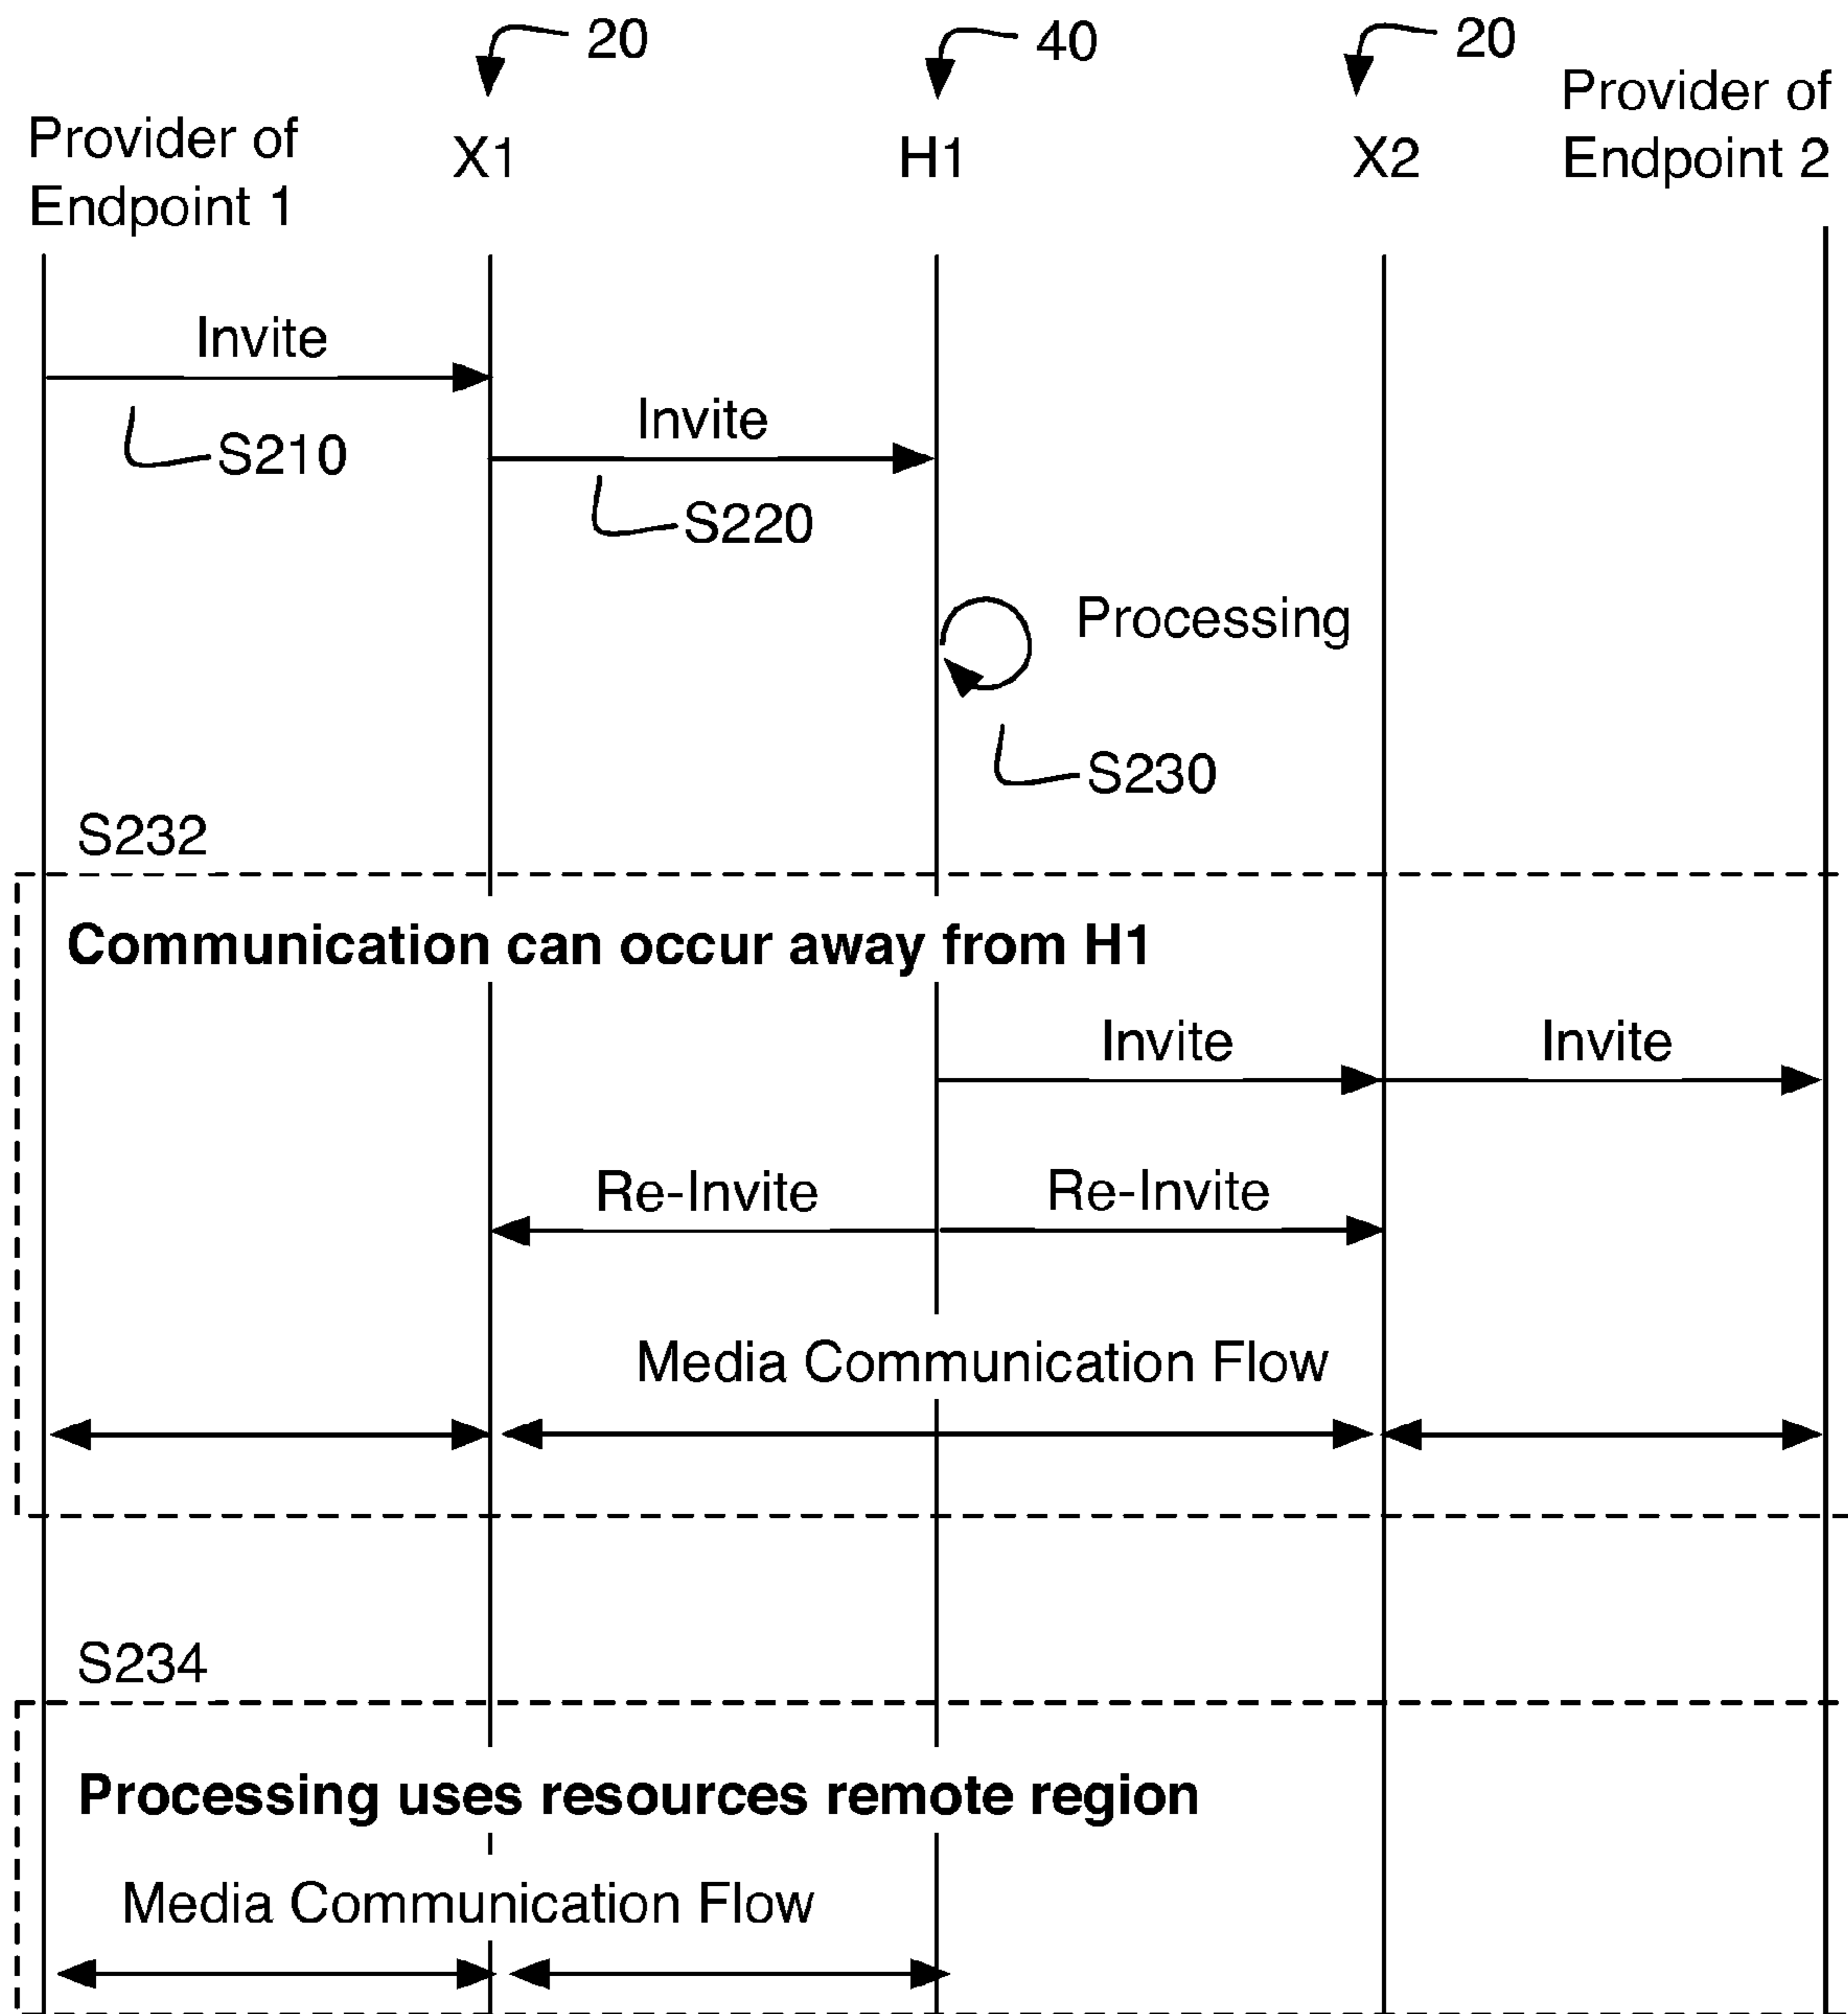 20
40
20
Provider of
Endpoint 1
X1
H1
X2
Provider of
Endpoint 2
Invite
S210
Invite
S220
Processing
S230
S232
Communication can occur away from H1
Invite
Invite
Re-Invite
Re-Invite
Media Communication Flow
S234
Processing uses resources remote region
Media Communication Flow